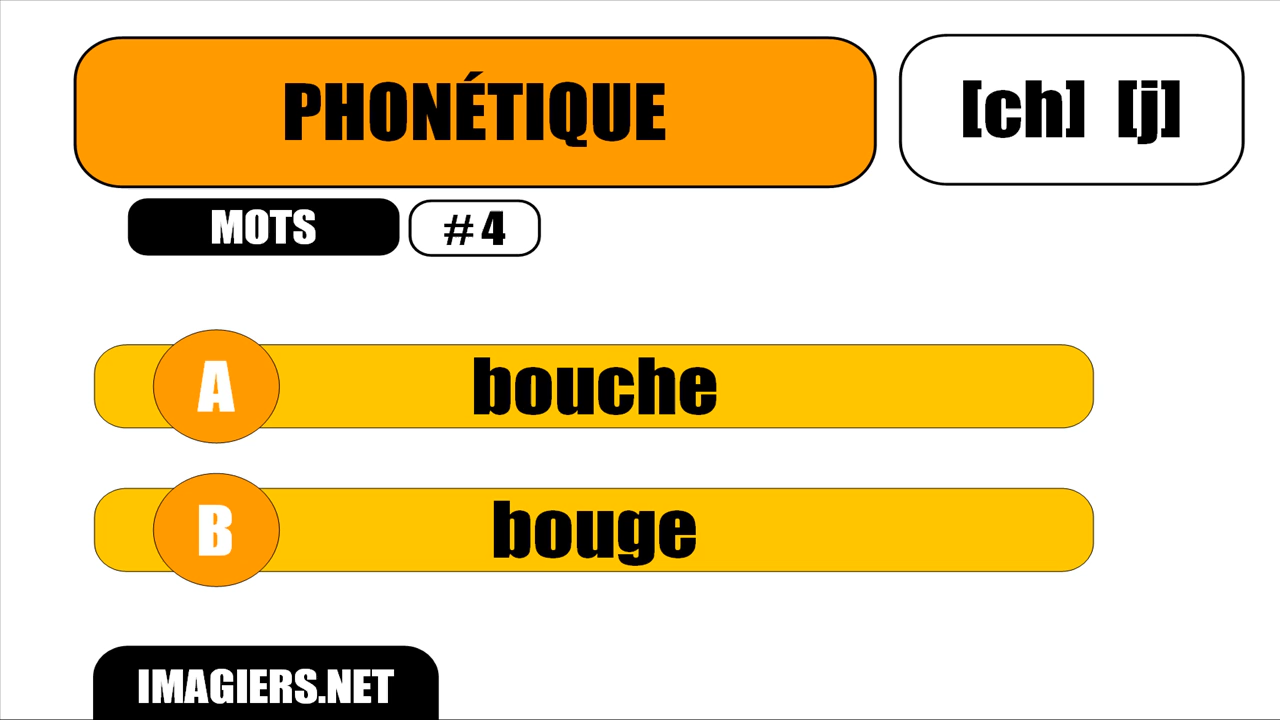 PHONÉTIQUE
[ch] [j]
MOTS
# 4
A
bouche
B
bouge
IMAGIERS.NET